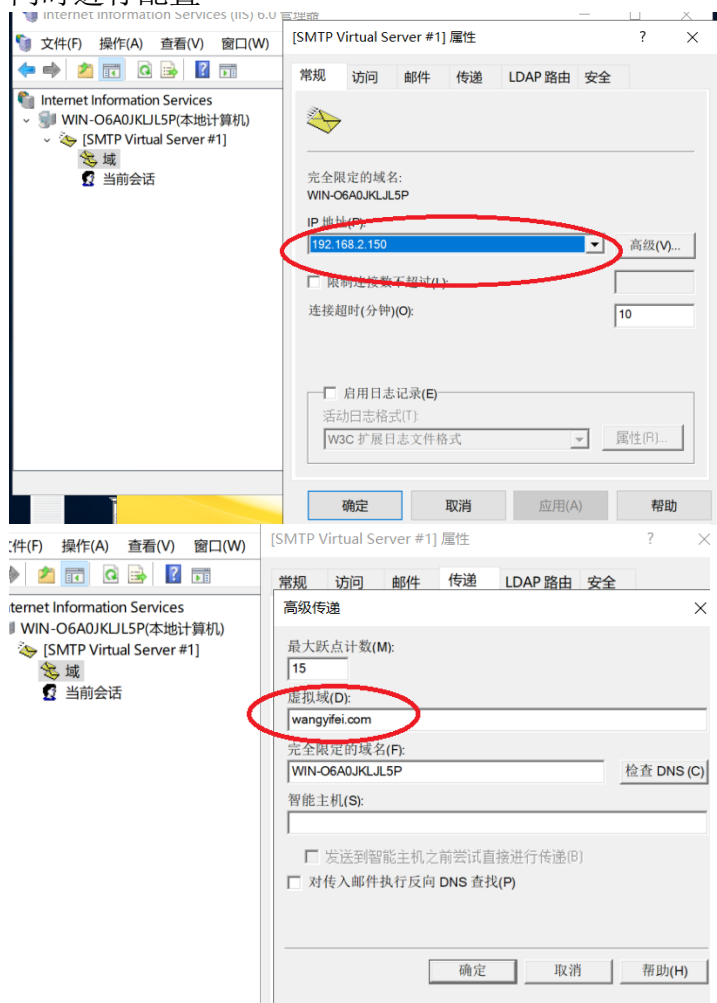 Internet Information Services (IIS) 6.0 管理器
文件(F) 操作(A) 查看(V) 窗口(W)
Internet Information Services
WIN-O6A0JKLJL5P(本地计算机)
[SMTP Virtual Server #1]
域
当前会话
[SMTP Virtual Server #1] 属性 ?
常规 访问 邮件 传递 LDAP 路由 安全
完全限定的域名:
WIN-O6A0JKLJL5P
IP 地址(P):
192.168.2.150 高级(V)...
限制连接数不超过(L):
连接超时(分钟)(O): 10
启用日志记录(E)
活动日志格式(T):
W3C 扩展日志文件格式 属性(R)...
确定 取消 应用(A) 帮助
件(F) 操作(A) 查看(V) 窗口(W)
ternet Information Services
WIN-O6A0JKLJL5P(本地计算机)
[SMTP Virtual Server #1]
域
当前会话
[SMTP Virtual Server #1] 属性 ?
常规 访问 邮件 传递 LDAP 路由 安全
高级传递
最大跃点计数(M):
15
虚拟域(D):
wangyifei.com
完全限定的域名(F):
WIN-O6A0JKLJL5P 检查 DNS (C)
智能主机(S):
发送到智能主机之前尝试直接进行传递(B)
对传入邮件执行反向 DNS 查找(P)
确定 取消 帮助(H)